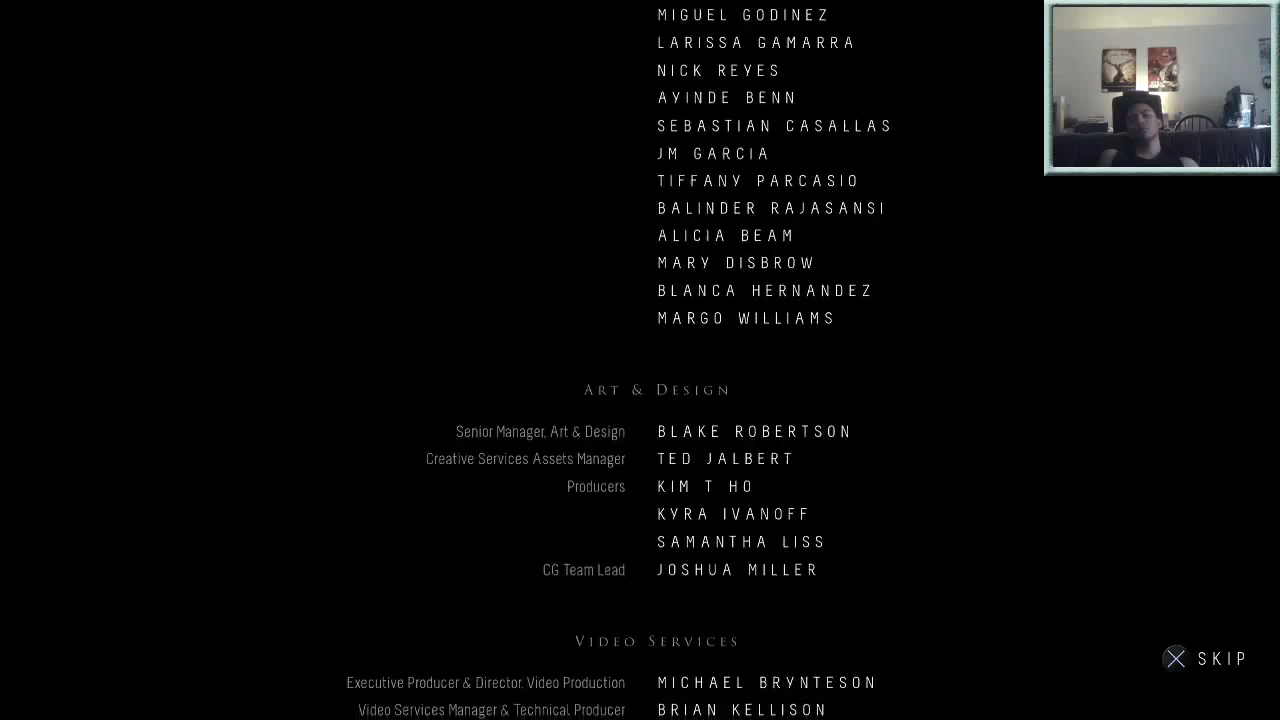 MIGUEL GODINEZ
LARISSA GAMARRA
NICK REYES
AYINDE BENN
SEBASTIAN CASALLAS
JM GARCIA
TIFFANY PARCASIO
BALINDER RAJASANSI
ALICIA BEAM
MARY DISBROW
BLANCA HERNANDEZ
MARGO WILLIAMS
ART & DESIGN
Senior Manager, Art & Design BLAKE ROBERTSON
Creative Services Assets Manager TED JALBERT
Producers KIM T HO
KYRA IVANOFF
SAMANTHA LISS
CG Team Lead JOSHUA MILLER
VIDEO SERVICES
Executive Producer & Director, Video Production MICHAEL BRYNTESON
Video Services Manager & Technical Producer BRIAN KELLISON
SKIP